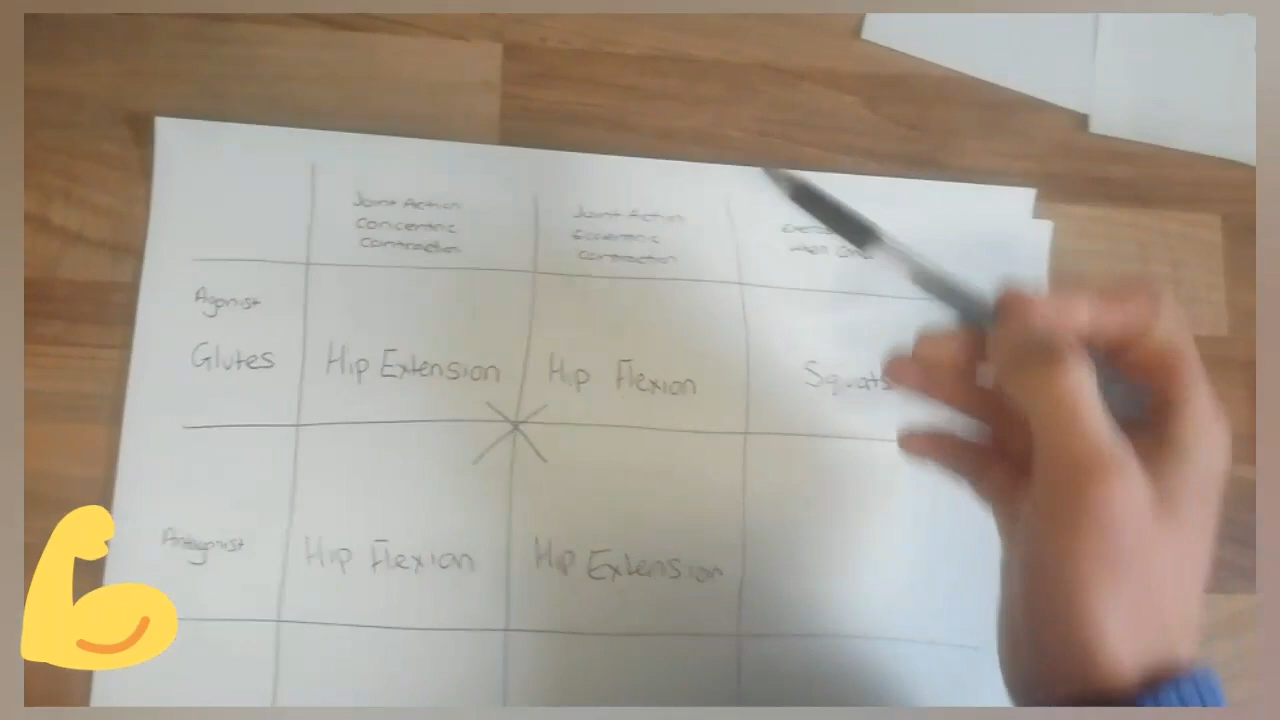 Joint Action
Concentric
Contraction
Joint Action
Eccentric
Contraction
Agonist
Glutes
Hip Extension
Hip Flexion
Squats
Antagonist
Hip Flexion
Hip Extension